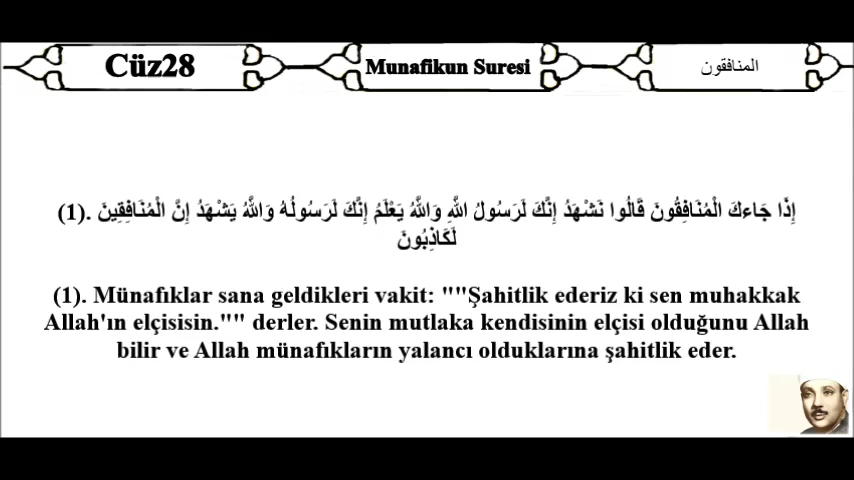 Cüz28
Munafikun Suresi
المنافقون
(1). إِذَا جَاءكَ الْمُنَافِقُونَ قَالُوا نَشْهَدُ إِنَّكَ لَرَسُولُ اللَّهِ وَاللَّهُ يَعْلَمُ إِنَّكَ لَرَسُولُهُ وَاللَّهُ يَشْهَدُ إِنَّ الْمُنَافِقِينَ
لَكَاذِبُونَ
(1). Münafıklar sana geldikleri vakit: ""Şahitlik ederiz ki sen muhakkak
Allah'ın elçisisin."" derler. Senin mutlaka kendisinin elçisi olduğunu Allah
bilir ve Allah münafıkların yalancı olduklarına şahitlik eder.